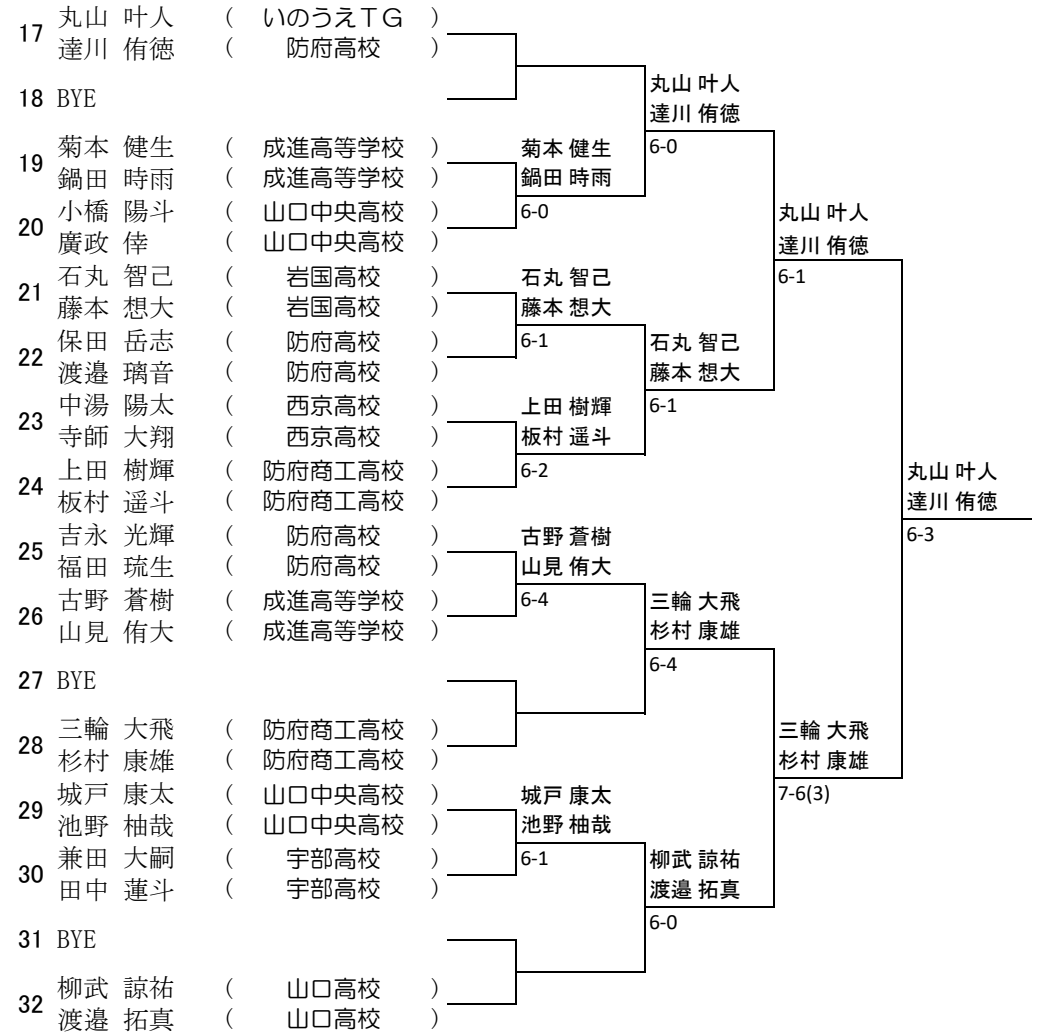 17 丸山 叶人 ( いのうえTG )
達川 侑徳 ( 防府高校 )
18 BYE
19 菊本 健生 ( 成進高等学校 )
鍋田 時雨 ( 成進高等学校 )
20 小橋 陽斗 ( 山口中央高校 )
廣政 倖 ( 山口中央高校 )
21 石丸 智己 ( 岩国高校 )
藤本 想大 ( 岩国高校 )
22 保田 岳志 ( 防府高校 )
渡邉 璃音 ( 防府高校 )
23 中湯 陽太 ( 西京高校 )
寺師 大翔 ( 西京高校 )
24 上田 樹輝 ( 防府商工高校 )
板村 遥斗 ( 防府商工高校 )
25 吉永 光輝 ( 防府高校 )
福田 琉生 ( 防府高校 )
26 古野 蒼樹 ( 成進高等学校 )
山見 侑大 ( 成進高等学校 )
27 BYE
28 三輪 大飛 ( 防府商工高校 )
杉村 康雄 ( 防府商工高校 )
29 城戸 康太 ( 山口中央高校 )
池野 柚哉 ( 山口中央高校 )
30 兼田 大嗣 ( 宇部高校 )
田中 蓮斗 ( 宇部高校 )
31 BYE
32 柳武 諒祐 ( 山口高校 )
渡邉 拓真 ( 山口高校 )
菊本 健生
鍋田 時雨
6-0
石丸 智己
藤本 想大
6-1
上田 樹輝
板村 遥斗
6-2
古野 蒼樹
山見 侑大
6-4
城戸 康太
池野 柚哉
6-1
丸山 叶人
達川 侑徳
6-0
石丸 智己
藤本 想大
6-1
三輪 大飛
杉村 康雄
6-4
柳武 諒祐
渡邉 拓真
6-0
丸山 叶人
達川 侑徳
6-1
三輪 大飛
杉村 康雄
7-6(3)
丸山 叶人
達川 侑徳
6-3